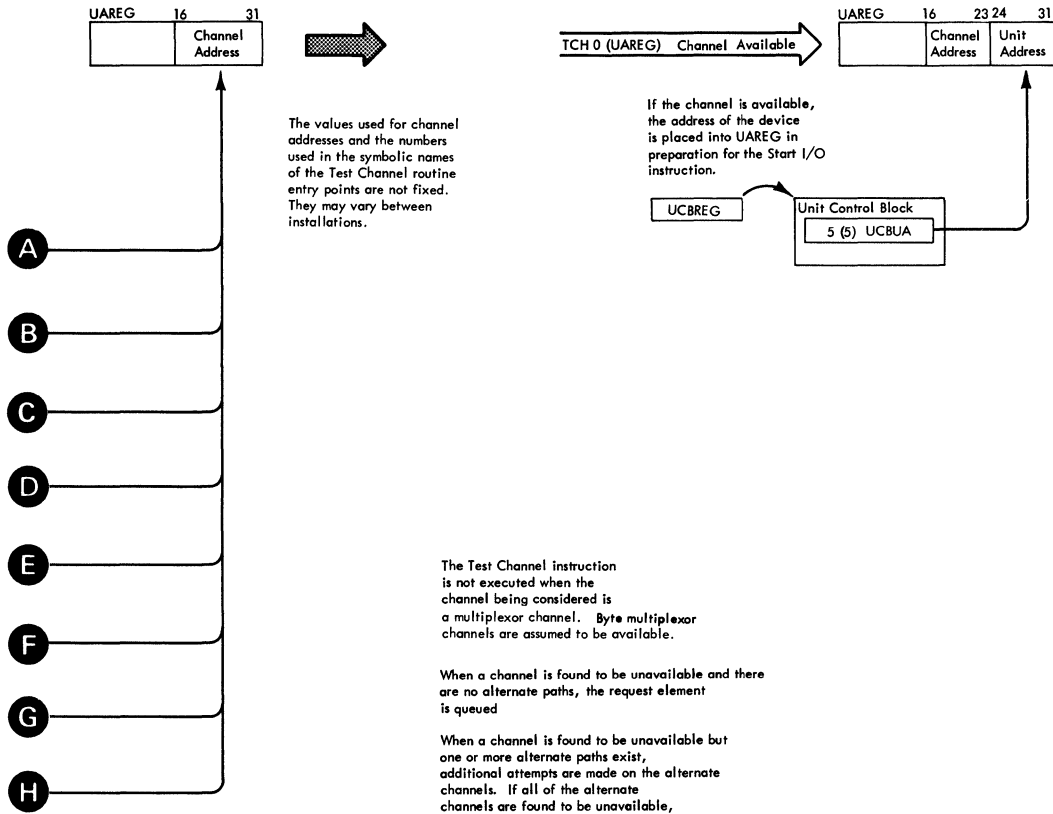 UAREG 16 31
Channel
Address
TCH 0 (UAREG) Channel Available
UAREG 16 23 24 31
Channel
Address
Unit
Address
The values used for channel
addresses and the numbers
used in the symbolic names
of the Test Channel routine
entry points are not fixed.
They may vary between
installations.
If the channel is available,
the address of the device
is placed into UAREG in
preparation for the Start I/O
instruction.
UCBREG
Unit Control Block
5 (5) UCBUA
A
B
C
D
E
F
G
H
The Test Channel instruction
is not executed when the
channel being considered is
a multiplexor channel. Byte multiplexor
channels are assumed to be available.
When a channel is found to be unavailable and there
are no alternate paths, the request element
is queued
When a channel is found to be unavailable but
one or more alternate paths exist,
additional attempts are made on the alternate
channels. If all of the alternate
channels are found to be unavailable,